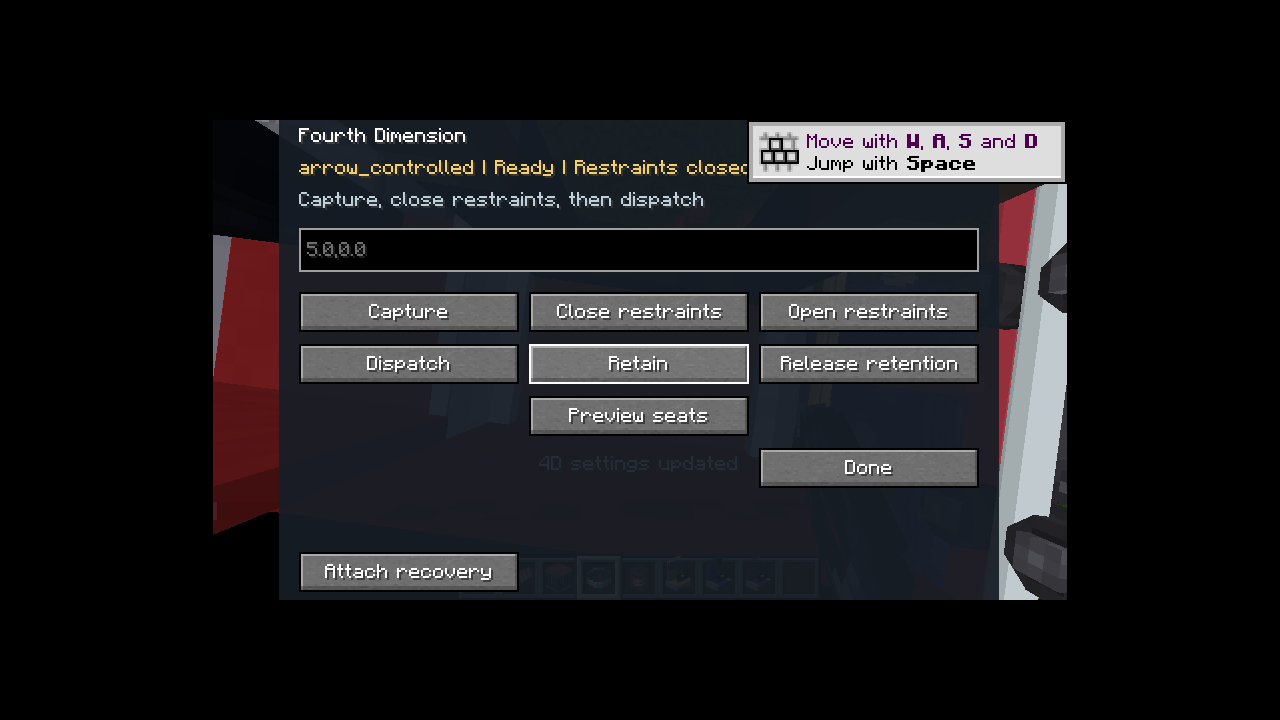 Fourth Dimension
arrow_controlled | Ready | Restraints closed
Move with W, A, S and D
Jump with Space
Capture, close restraints, then dispatch
5.0,0.0
Capture
Close restraints
Open restraints
Dispatch
Retain
Release retention
Preview seats
4D settings updated
Done
Attach recovery